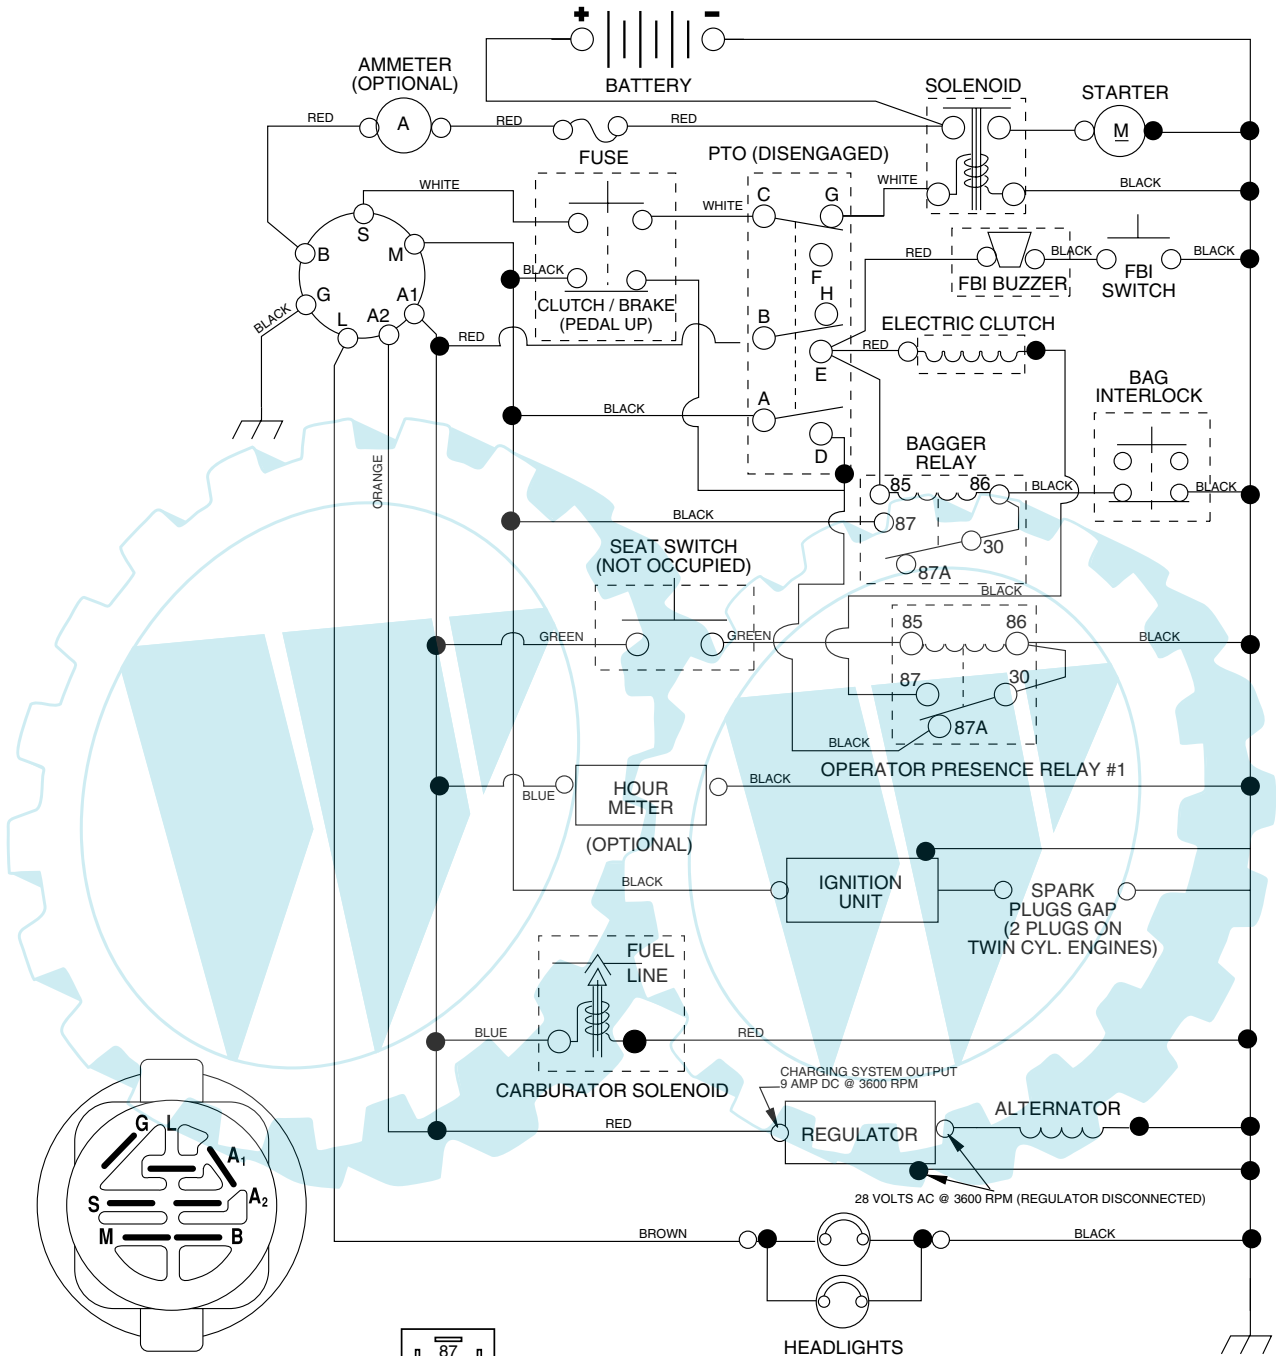 + -
BATTERY
AMMETER
(OPTIONAL)
SOLENOID
STARTER
RED
A
RED
RED
M
FUSE
PTO (DISENGAGED)
WHITE
WHITE
WHITE
BLACK
S
C
G
B
M
BLACK
F
RED
BLACK
BLACK
FBI BUZZER
FBI
SWITCH
G
A1
CLUTCH / BRAKE
(PEDAL UP)
H
BLACK
L
A2
RED
B
ELECTRIC CLUTCH
RED
E
BAG
INTERLOCK
A
BLACK
D
BAGGER
RELAY
ORANGE
85
86
BLACK
BLACK
BLACK
87
30
87A
SEAT SWITCH
(NOT OCCUPIED)
BLACK
GREEN
GREEN
85
86
BLACK
87
30
87A
BLACK
OPERATOR PRESENCE RELAY #1
BLUE
HOUR
METER
BLACK
(OPTIONAL)
BLACK
IGNITION
UNIT
SPARK
PLUGS GAP
(2 PLUGS ON
TWIN CYL. ENGINES)
FUEL
LINE
BLUE
RED
CARBURATOR SOLENOID
CHARGING SYSTEM OUTPUT
9 AMP DC @ 3600 RPM
RED
REGULATOR
ALTERNATOR
28 VOLTS AC @ 3600 RPM (REGULATOR DISCONNECTED)
G
L
A1
A2
S
M
B
BROWN
BLACK
HEADLIGHTS
87